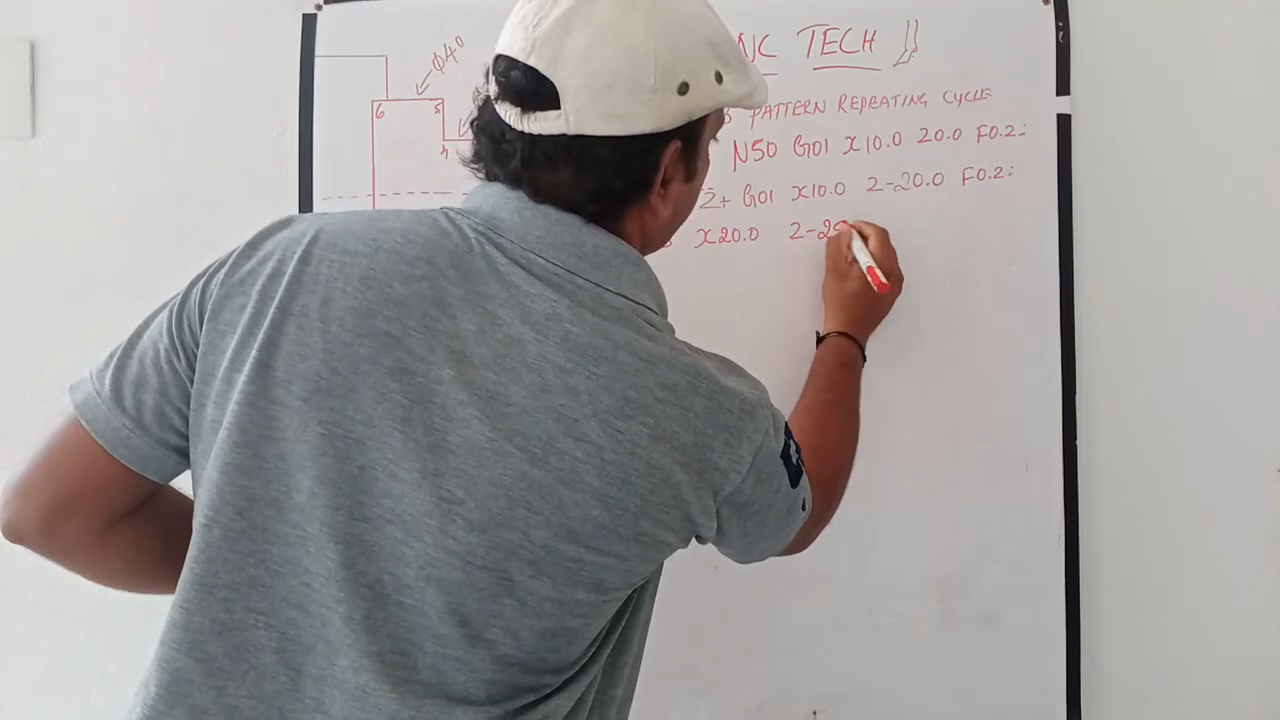 TECH
PATTERN REPEATING CYCLE
N50 G01 X10.0 Z0.0 F0.2;
G01 X10.0 Z-20.0 F0.2;
X20.0 Z-2
Φ40
6 5
4